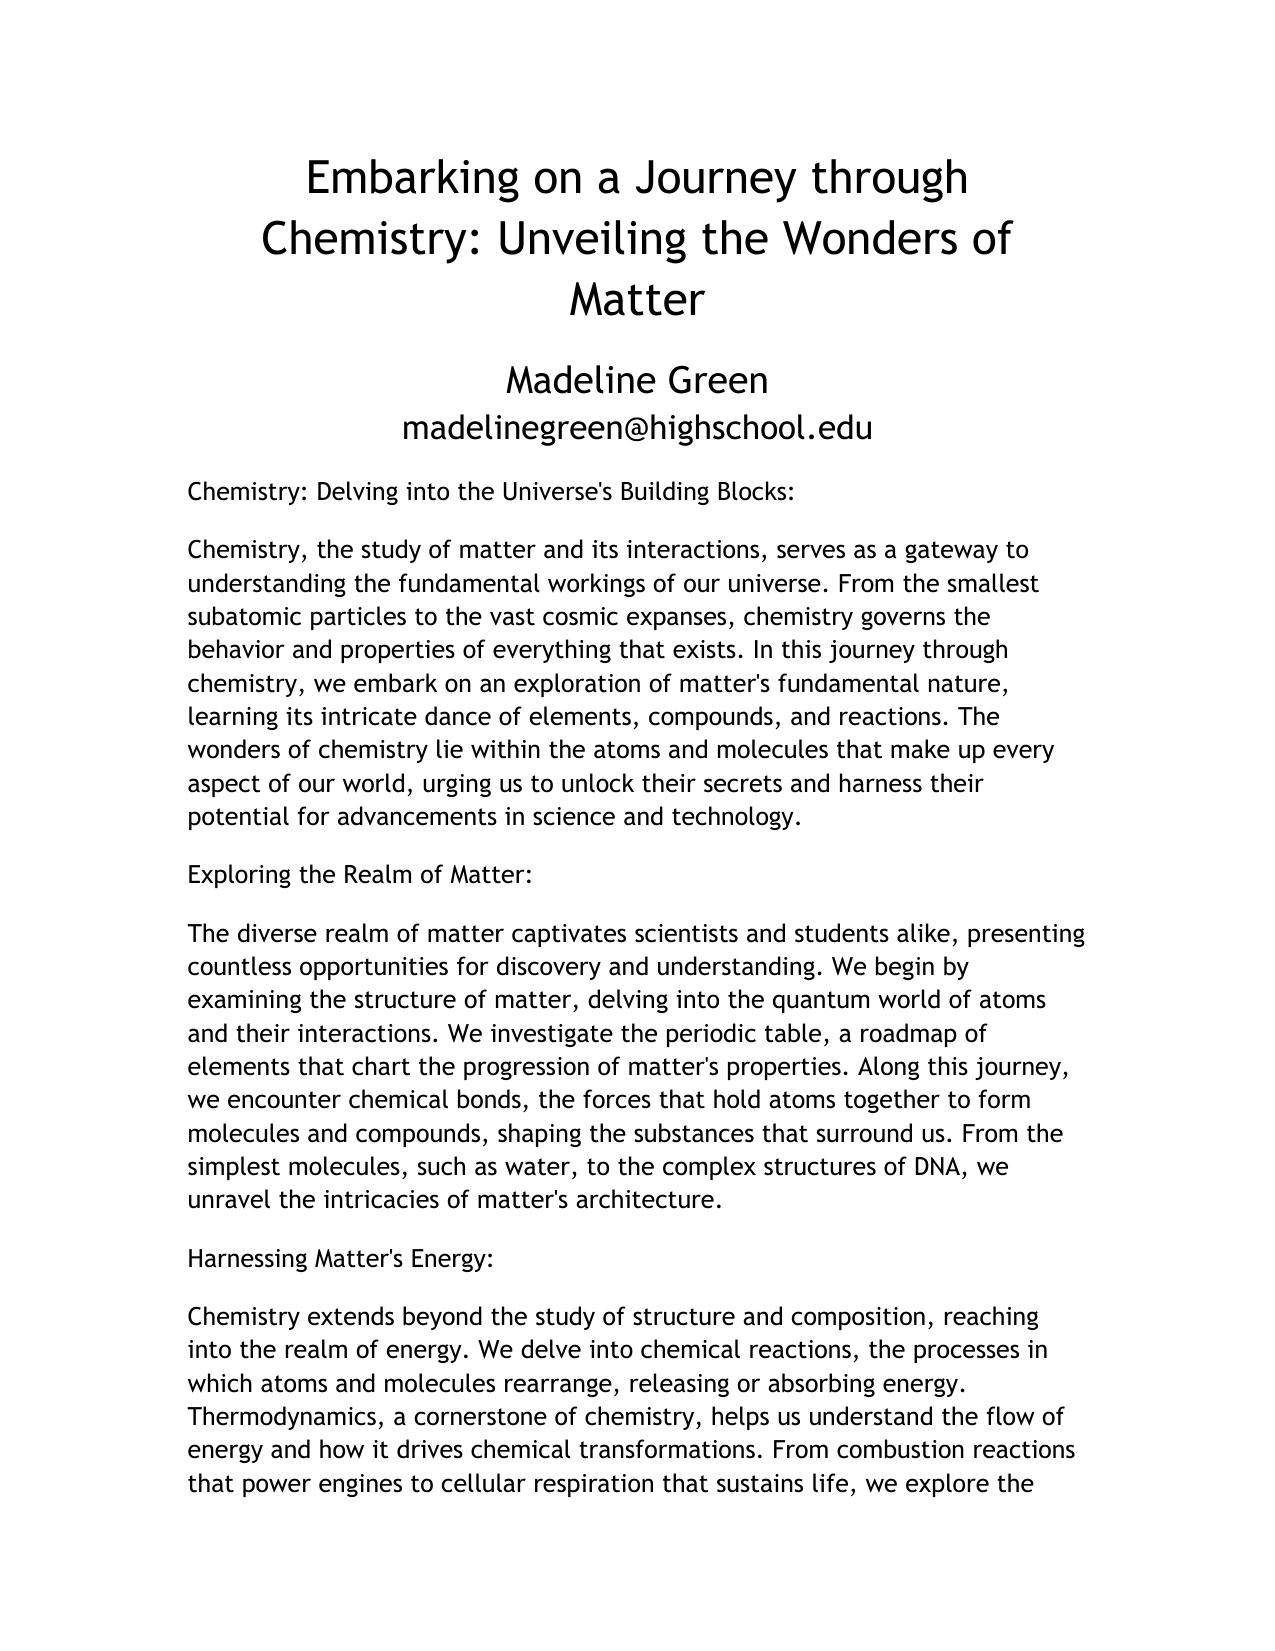 Embarking on a Journey through
Chemistry: Unveiling the Wonders of
Matter
Madeline Green
madelinegreen@highschool.edu
Chemistry: Delving into the Universe's Building Blocks:
Chemistry, the study of matter and its interactions, serves as a gateway to
understanding the fundamental workings of our universe. From the smallest
subatomic particles to the vast cosmic expanses, chemistry governs the
behavior and properties of everything that exists. In this journey through
chemistry, we embark on an exploration of matter's fundamental nature,
learning its intricate dance of elements, compounds, and reactions. The
wonders of chemistry lie within the atoms and molecules that make up every
aspect of our world, urging us to unlock their secrets and harness their
potential for advancements in science and technology.
Exploring the Realm of Matter:
The diverse realm of matter captivates scientists and students alike, presenting
countless opportunities for discovery and understanding. We begin by
examining the structure of matter, delving into the quantum world of atoms
and their interactions. We investigate the periodic table, a roadmap of
elements that chart the progression of matter's properties. Along this journey,
we encounter chemical bonds, the forces that hold atoms together to form
molecules and compounds, shaping the substances that surround us. From the
simplest molecules, such as water, to the complex structures of DNA, we
unravel the intricacies of matter's architecture.
Harnessing Matter's Energy:
Chemistry extends beyond the study of structure and composition, reaching
into the realm of energy. We delve into chemical reactions, the processes in
which atoms and molecules rearrange, releasing or absorbing energy.
Thermodynamics, a cornerstone of chemistry, helps us understand the flow of
energy and how it drives chemical transformations. From combustion reactions
that power engines to cellular respiration that sustains life, we explore the